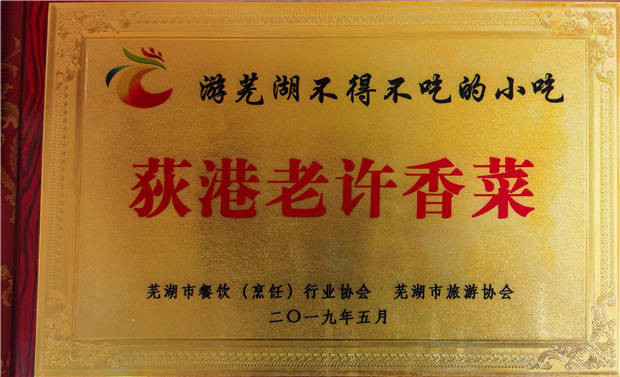 游芜湖不得不吃的小吃
荻港老许香菜
芜湖市餐饮（烹饪）行业协会 芜湖市旅游协会
二〇一九年五月